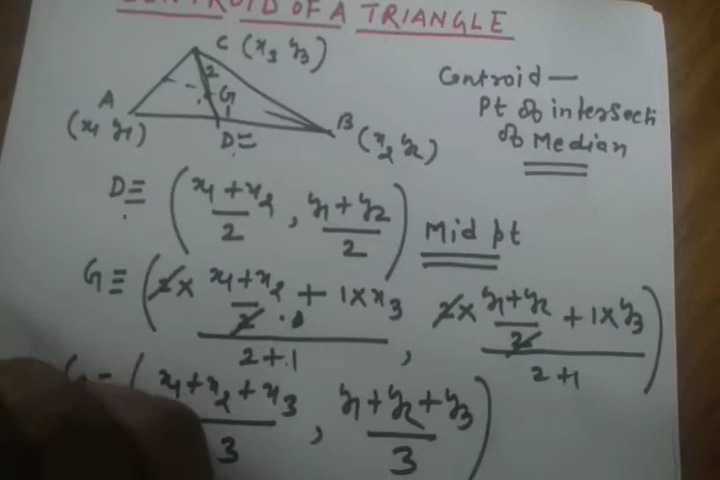 CENTROID OF A TRIANGLE
C (x3 y3)
2
G
1
A
(x1 y1)
D≡
B (x2 y2)
Centroid —
Pt of intersecti
of Median
D≡ (x1+x2/2 , y1+y2/2) Mid pt
G≡ (2× x1+x2/2 + 1×x3 / 2+1 , 2× y1+y2/2 + 1×y3 / 2+1)
= (x1+x2+x3/3 , y1+y2+y3/3)